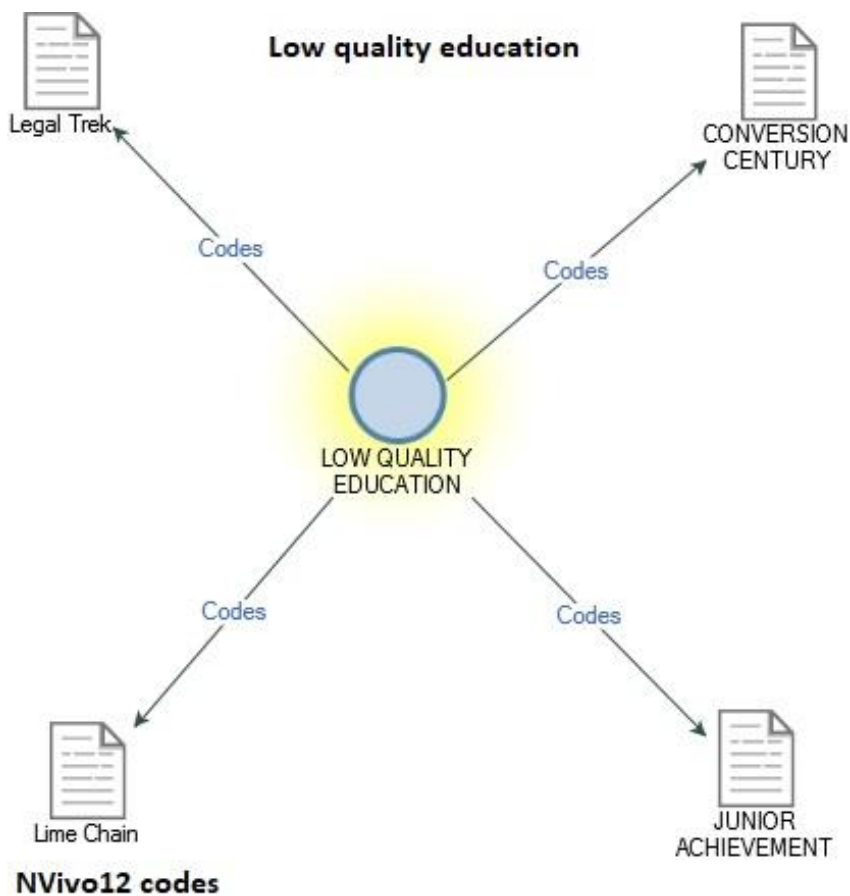 Low quality education
Legal Trek
CONVERSION
CENTURY
Codes
Codes
LOW QUALITY
EDUCATION
Codes
Codes
Lime Chain
JUNIOR
ACHIEVEMENT
NVivo12 codes